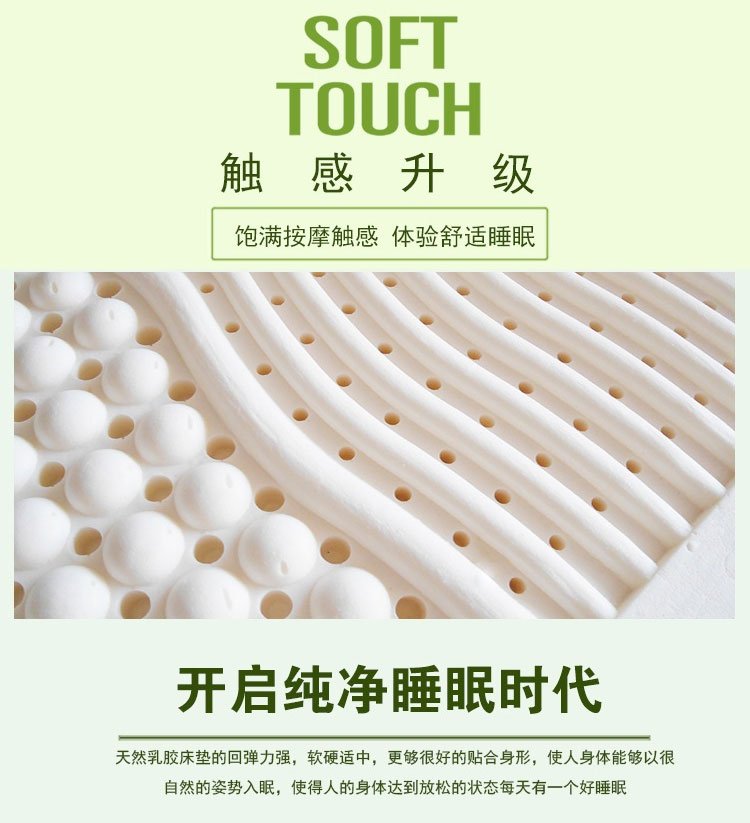 SOFT
TOUCH
触感升级
饱满按摩触感 体验舒适睡眠
开启纯净睡眠时代
天然乳胶床垫的回弹力强，软硬适中，更够很好的贴合身形，使人身体能够以很
自然的姿势入眠，使得人的身体达到放松的状态每天有一个好睡眠